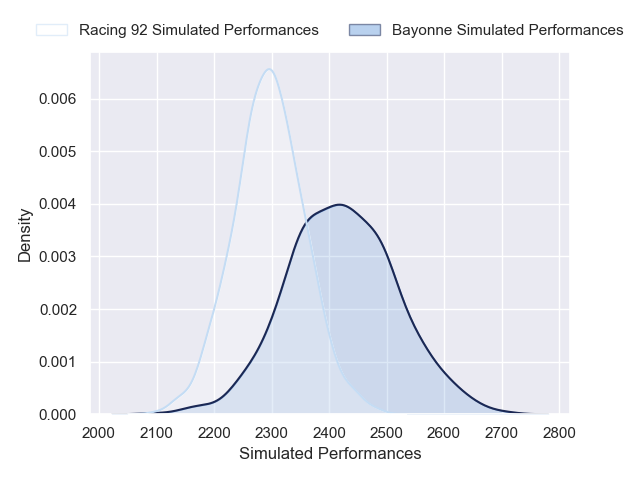 Racing 92 Simulated Performances Bayonne Simulated Performances
0.006
0.005
0.004
0.003
0.002
0.001
0.000
Density
2000 2100 2200 2300 2400 2500 2600 2700 2800
Simulated Performances